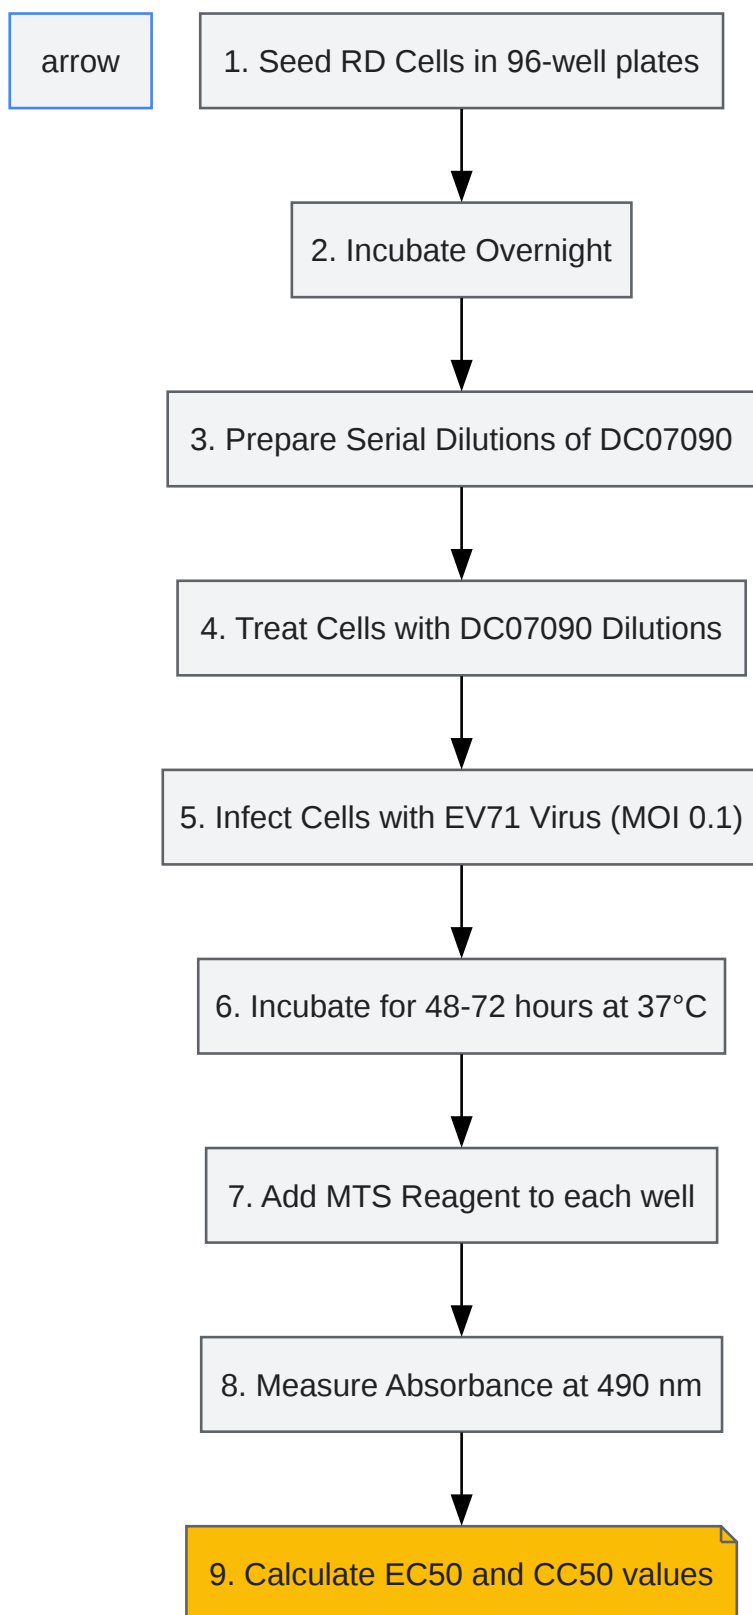 arrow
1. Seed RD Cells in 96-well plates
2. Incubate Overnight
3. Prepare Serial Dilutions of DC07090
4. Treat Cells with DC07090 Dilutions
5. Infect Cells with EV71 Virus (MOI 0.1)
6. Incubate for 48-72 hours at 37°C
7. Add MTS Reagent to each well
8. Measure Absorbance at 490 nm
9. Calculate EC50 and CC50 values